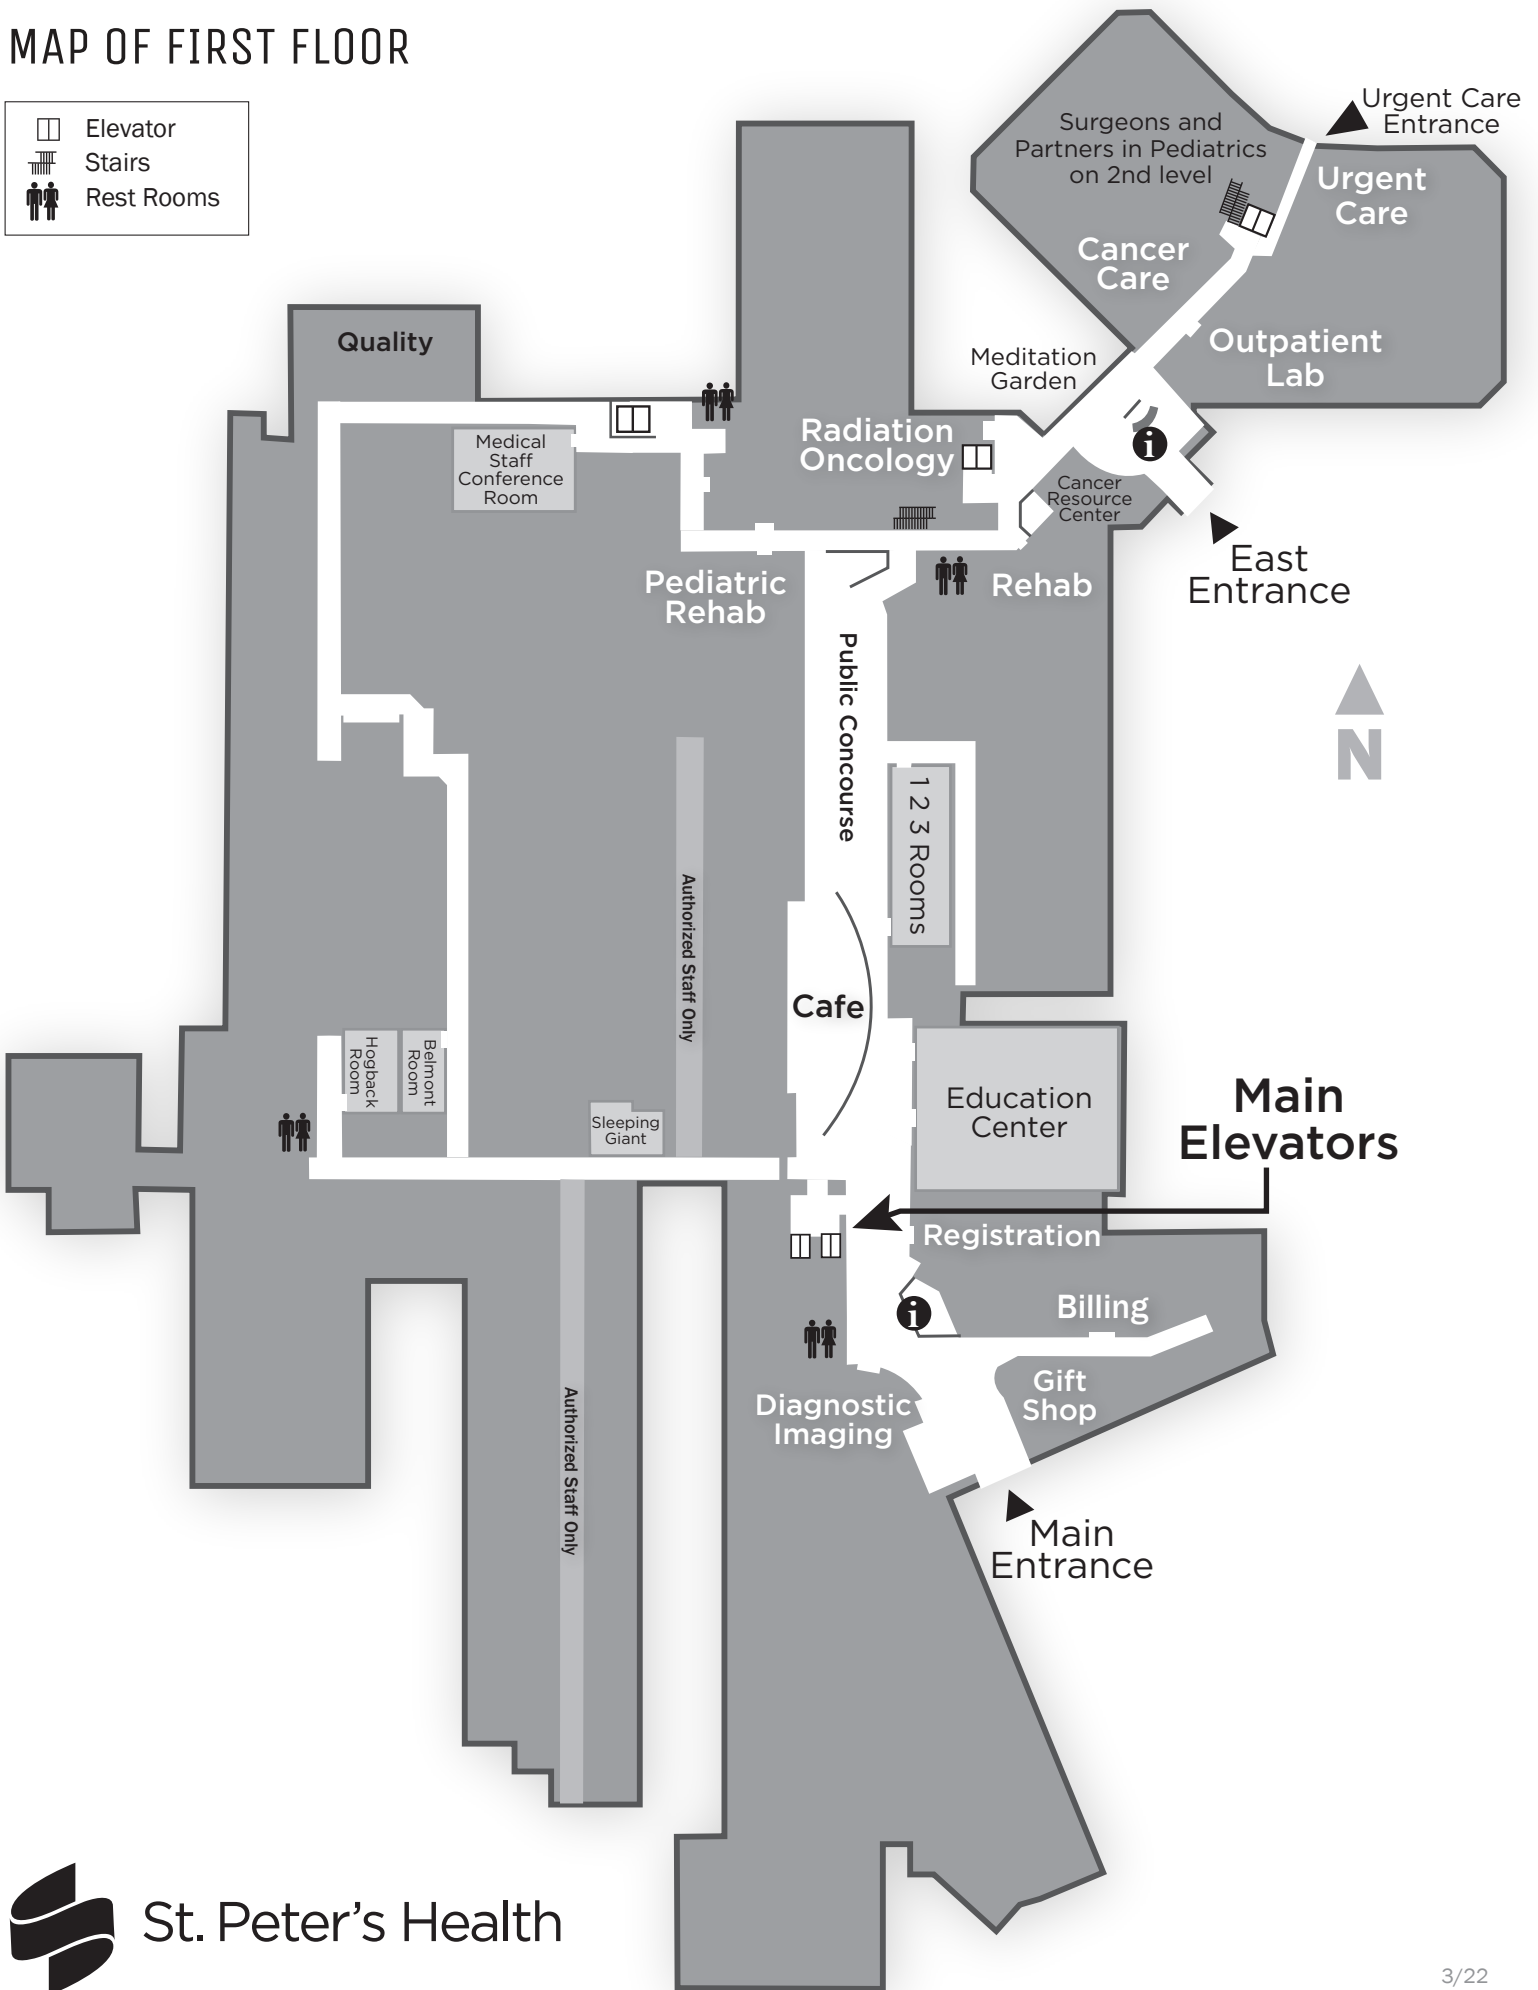 MAP OF FIRST FLOOR
Elevator
Stairs
Rest Rooms
Urgent Care
Entrance
Surgeons and
Partners in Pediatrics
on 2nd level
Urgent
Care
Cancer
Care
Quality
Outpatient
Lab
Meditation
Garden
Radiation
Oncology
Medical
Staff
Conference
Room
i
Cancer
Resource
Center
East
Entrance
Pediatric
Rehab
Rehab
Public Concourse
N
1 2 3 Rooms
Authorized Staff Only
Cafe
Hogback
Room
Belmont
Room
Education
Center
Main
Elevators
Sleeping
Giant
Registration
i
Billing
Gift
Shop
Diagnostic
Imaging
Authorized Staff Only
Main
Entrance
St. Peter's Health
3/22